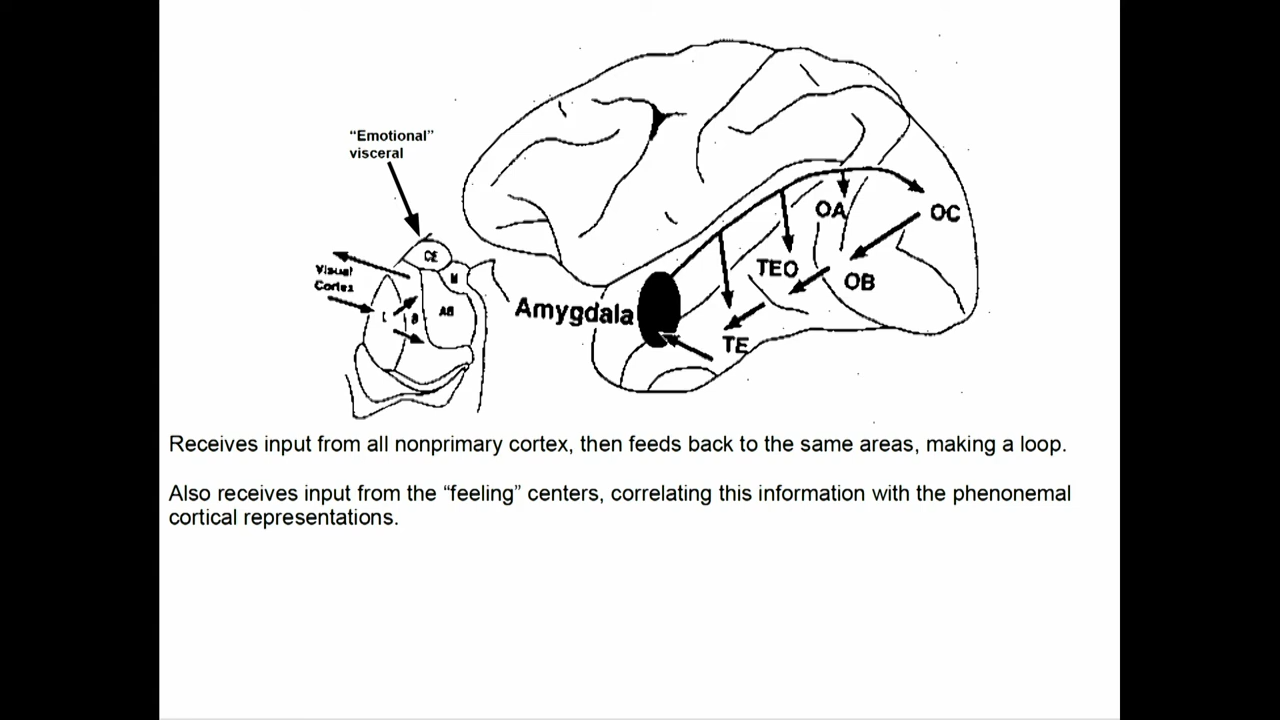 “Emotional”
visceral
OA
OC
CE
TEO
Visual
Cortex
M
OB
L
B
AB
Amygdala
TE
Receives input from all nonprimary cortex, then feeds back to the same areas, making a loop.
Also receives input from the “feeling” centers, correlating this information with the phenonemal
cortical representations.